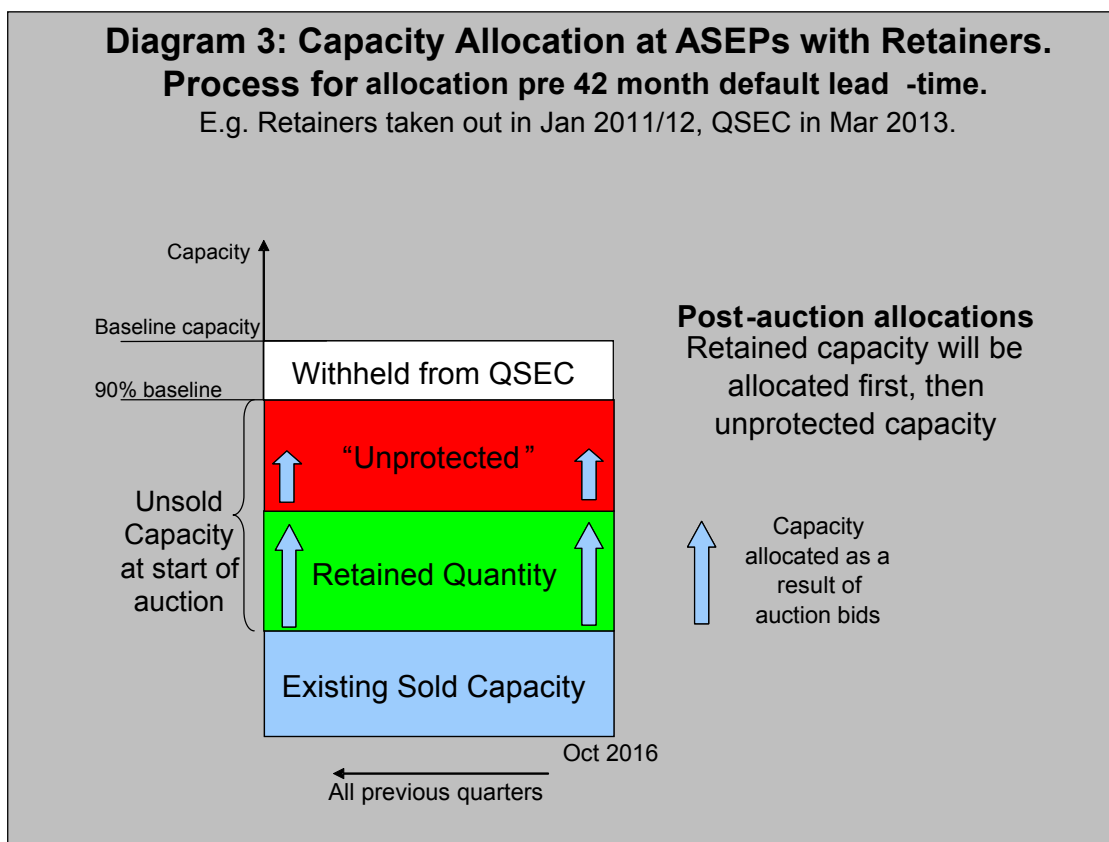 Diagram 3: Capacity Allocation at ASEPs with Retainers.
Process for allocation pre 42 month default lead -time.
E.g. Retainers taken out in Jan 2011/12, QSEC in Mar 2013.
Capacity
Baseline capacity
90% baseline
Withheld from QSEC
“Unprotected”
Retained Quantity
Existing Sold Capacity
Unsold
Capacity
at start of
auction
Oct 2016
All previous quarters
Post-auction allocations
Retained capacity will be
allocated first, then
unprotected capacity
Capacity
allocated as a
result of
auction bids